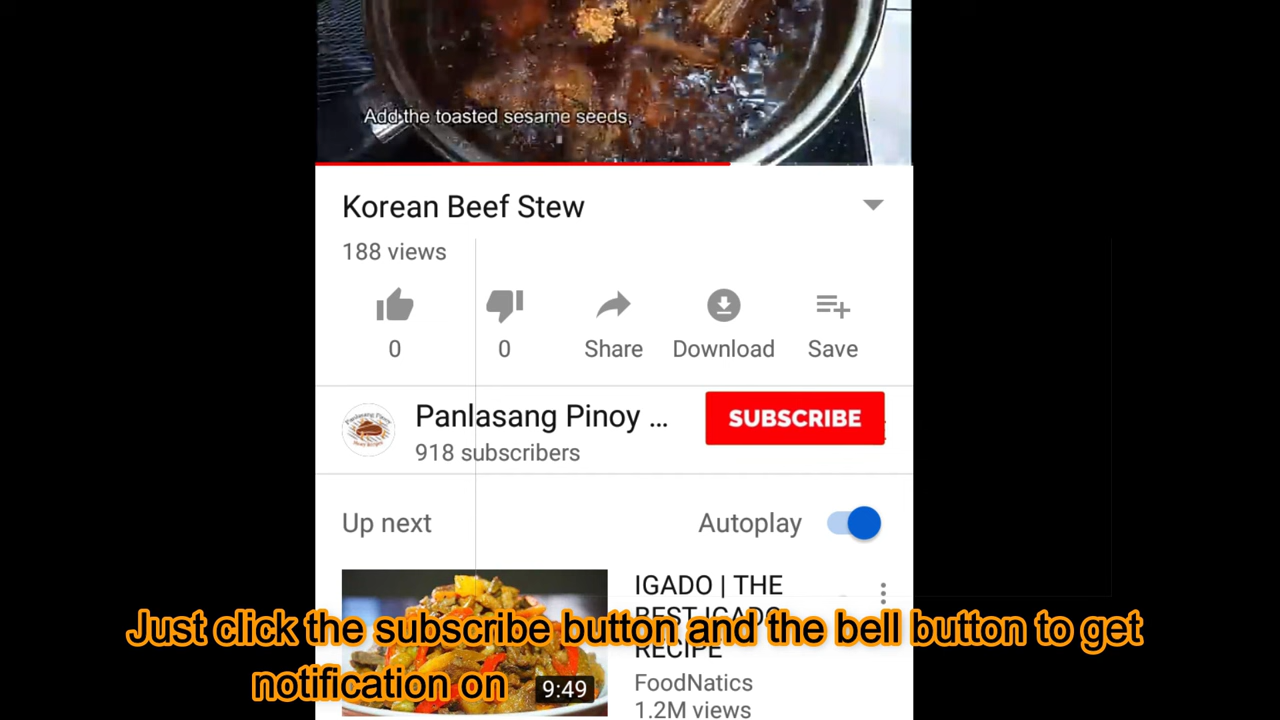 Add the toasted sesame seeds,
Korean Beef Stew
188 views
0
0
Share
Download
Save
Panlasang Pinoy ...
918 subscribers
SUBSCRIBE
Up next
Autoplay
IGADO | THE
BEST IGADO
RECIPE
FoodNatics
1.2M views
9:49
Just click the subscribe button and the bell button to get
notification on